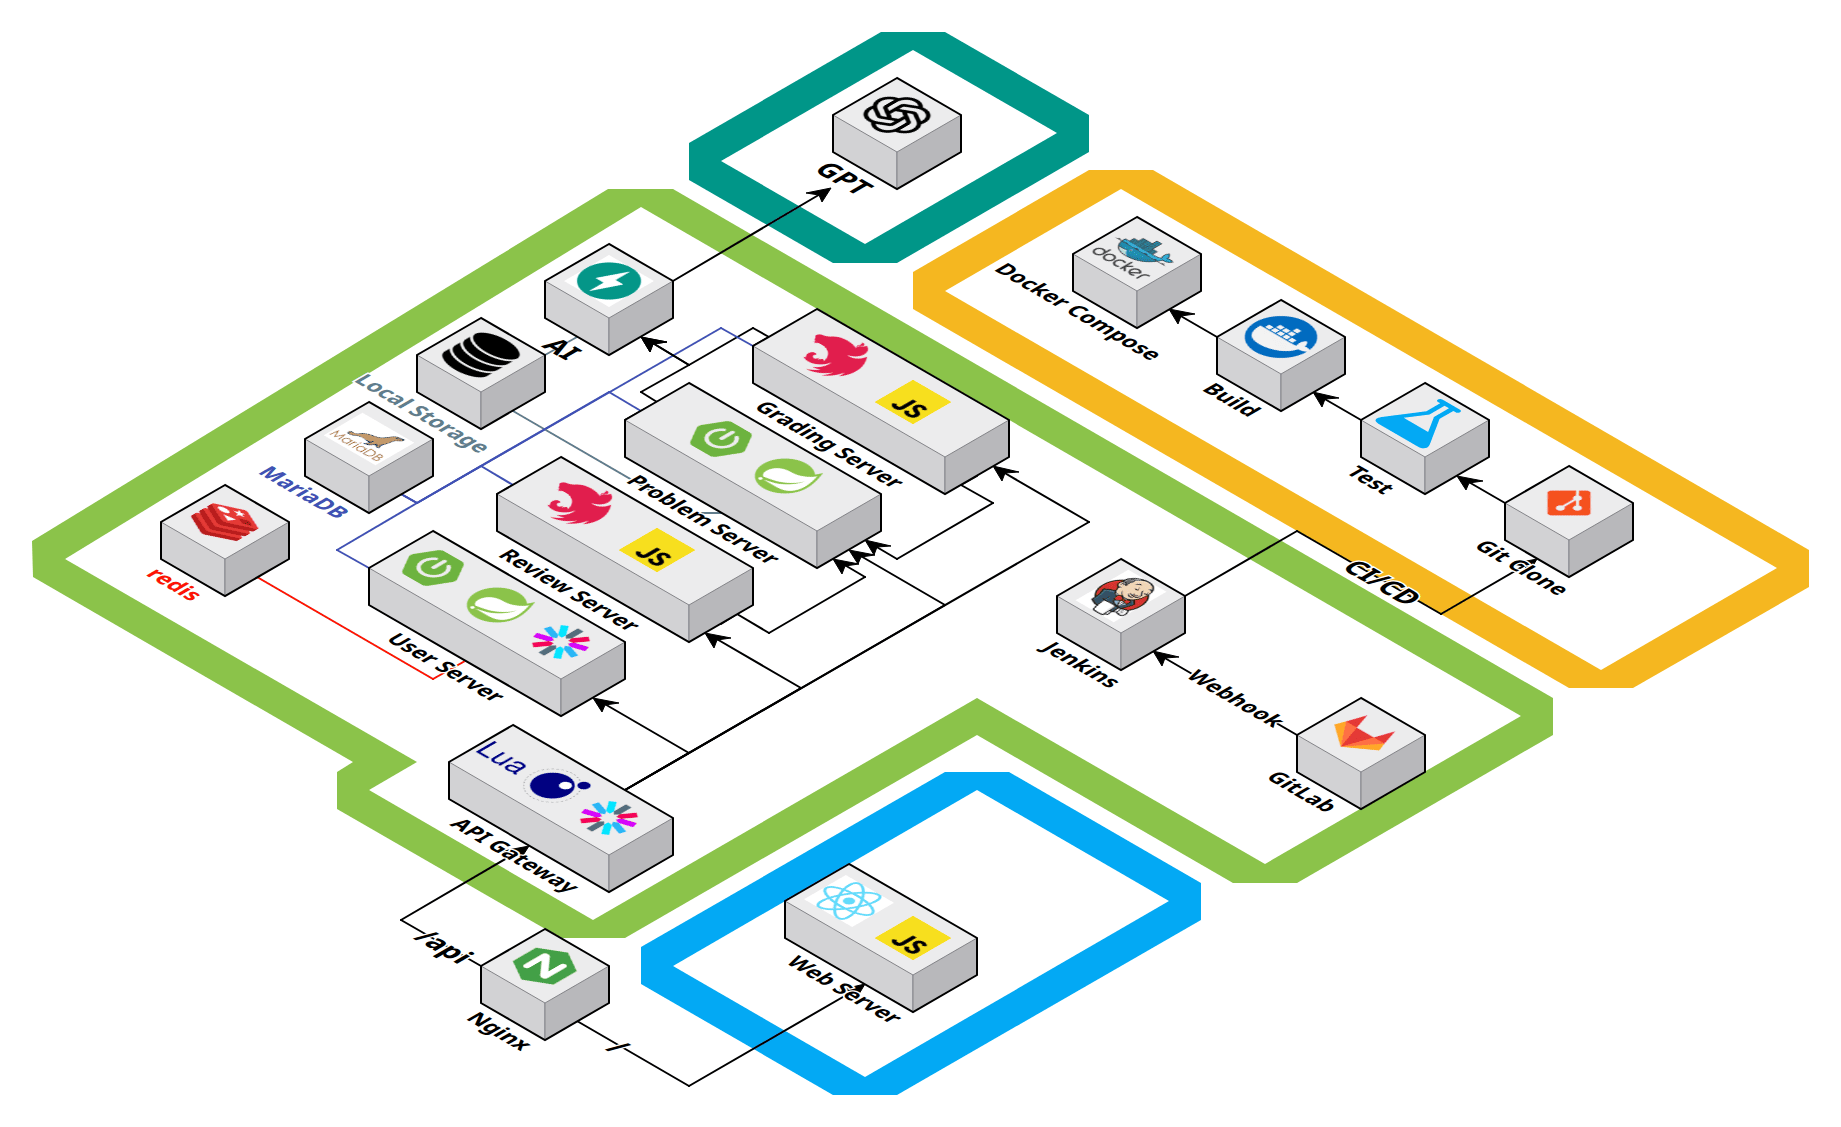 GPT
docker
Docker Compose
Build
Test
Git Clone
CI/CD
AI
Local Storage
MariaDB
MariaDB
redis
JS
Grading Server
Problem Server
JS
Review Server
User Server
Jenkins
Webhook
GitLab
Lua
API Gateway
/api
Nginx
/
JS
Web Server